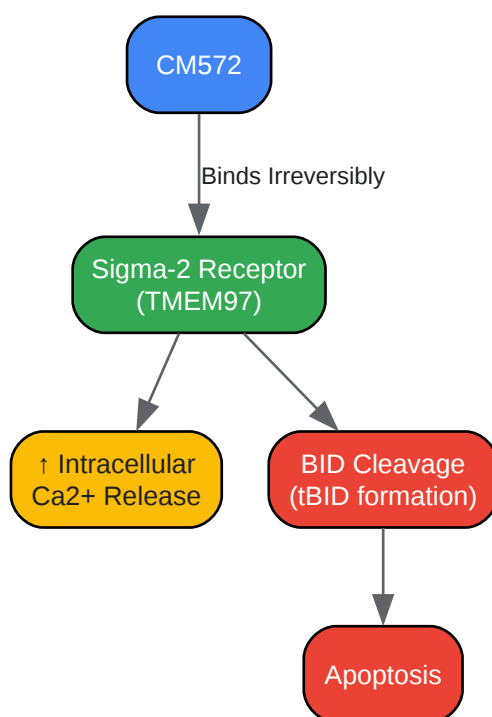 CM572
Binds Irreversibly
Sigma-2 Receptor
(TMEM97)
↑ Intracellular
Ca2+ Release
BID Cleavage
(tBID formation)
Apoptosis